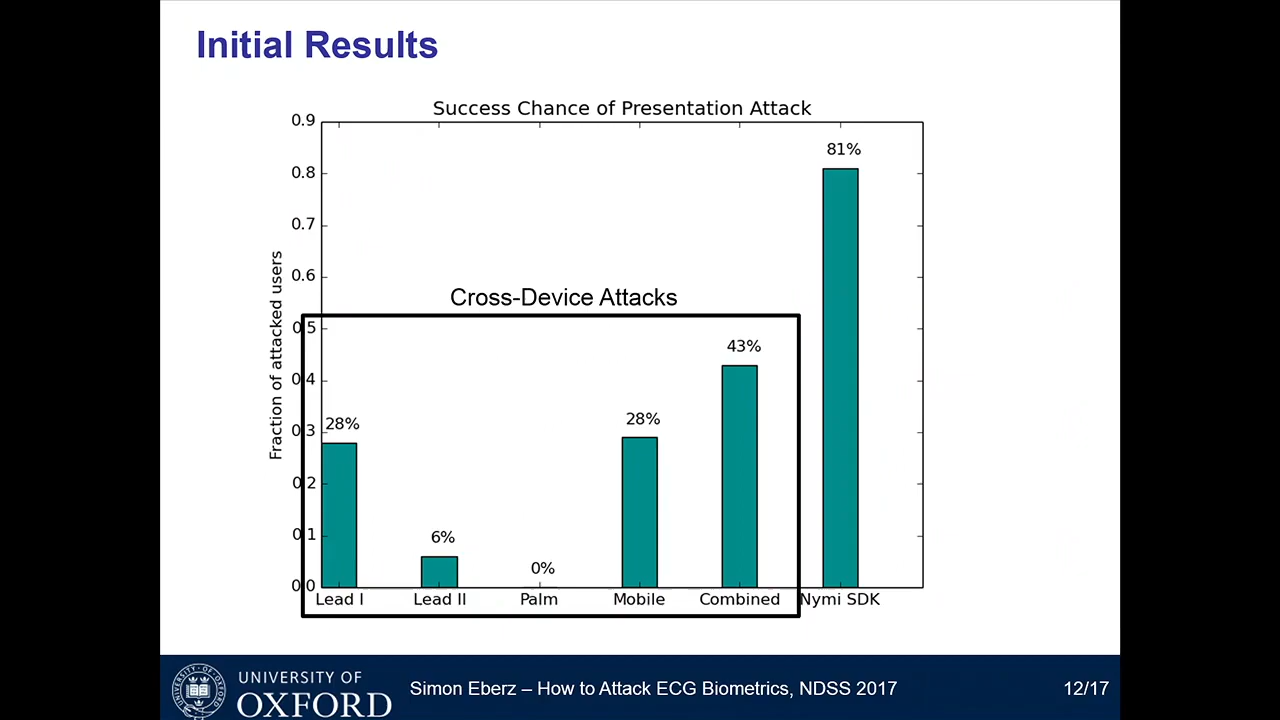 Initial Results
Success Chance of Presentation Attack
0.9
0.8
0.7
0.6
0.5
0.4
0.3
0.2
0.1
0.0
Fraction of attacked users
Cross-Device Attacks
28%
6%
0%
28%
43%
81%
Lead I
Lead II
Palm
Mobile
Combined
Nymi SDK
UNIVERSITY OF
OXFORD
Simon Eberz – How to Attack ECG Biometrics, NDSS 2017
12/17